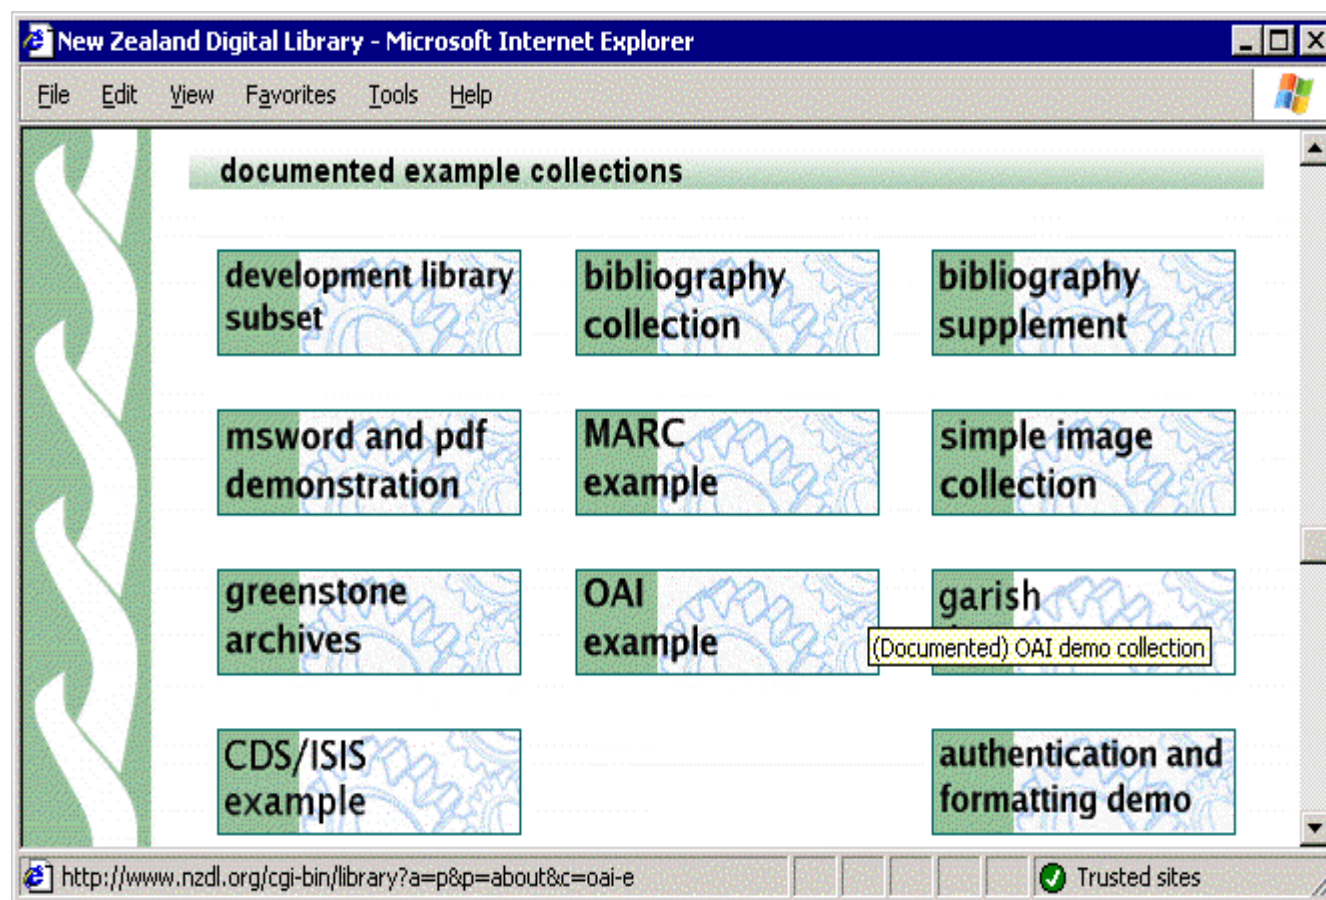 New Zealand Digital Library - Microsoft Internet Explorer
File Edit View Favorites Tools Help
documented example collections
development library
subset
bibliography
collection
bibliography
supplement
msword and pdf
demonstration
MARC
example
simple image
collection
greenstone
archives
OAI
example
garish
(Documented) OAI demo collection
CDS/ISIS
example
authentication and
formatting demo
http://www.nzdl.org/cgi-bin/library?a=p&p=about&c=oai-e
Trusted sites